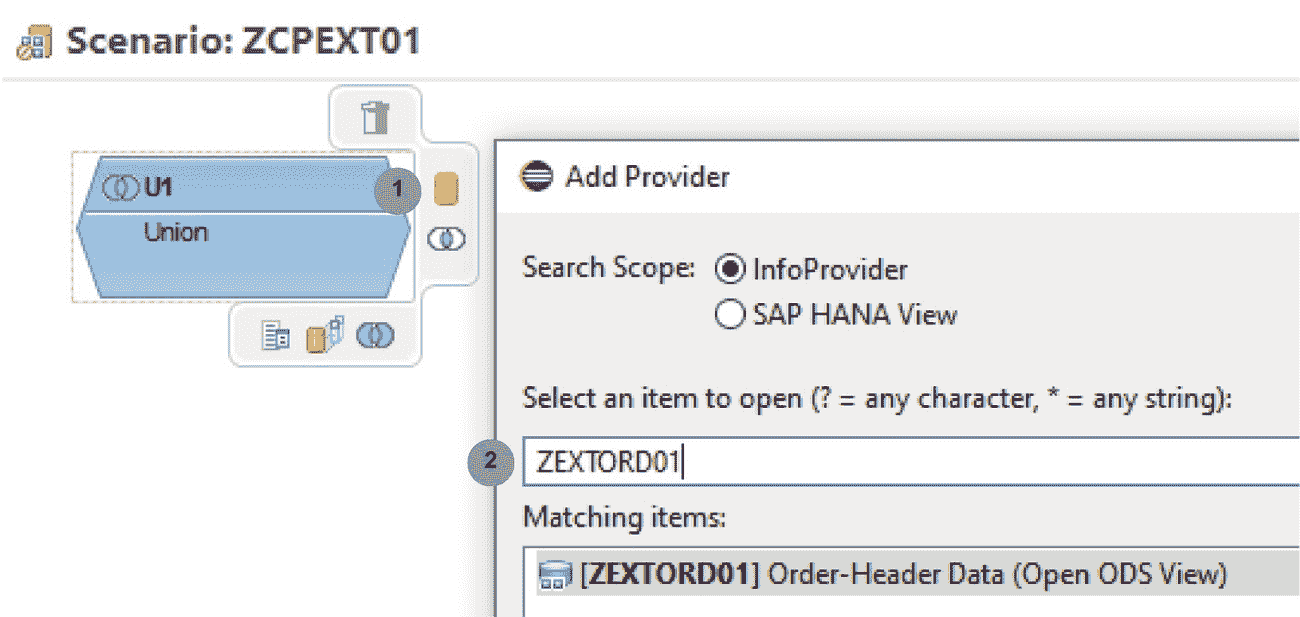 Scenario: ZCPEXT01
U1
1
Union
Add Provider
Search Scope: InfoProvider
SAP HANA View
Select an item to open (? = any character, * = any string):
2
ZEXTORD01
Matching items:
[ZEXTORD01] Order-Header Data (Open ODS View)